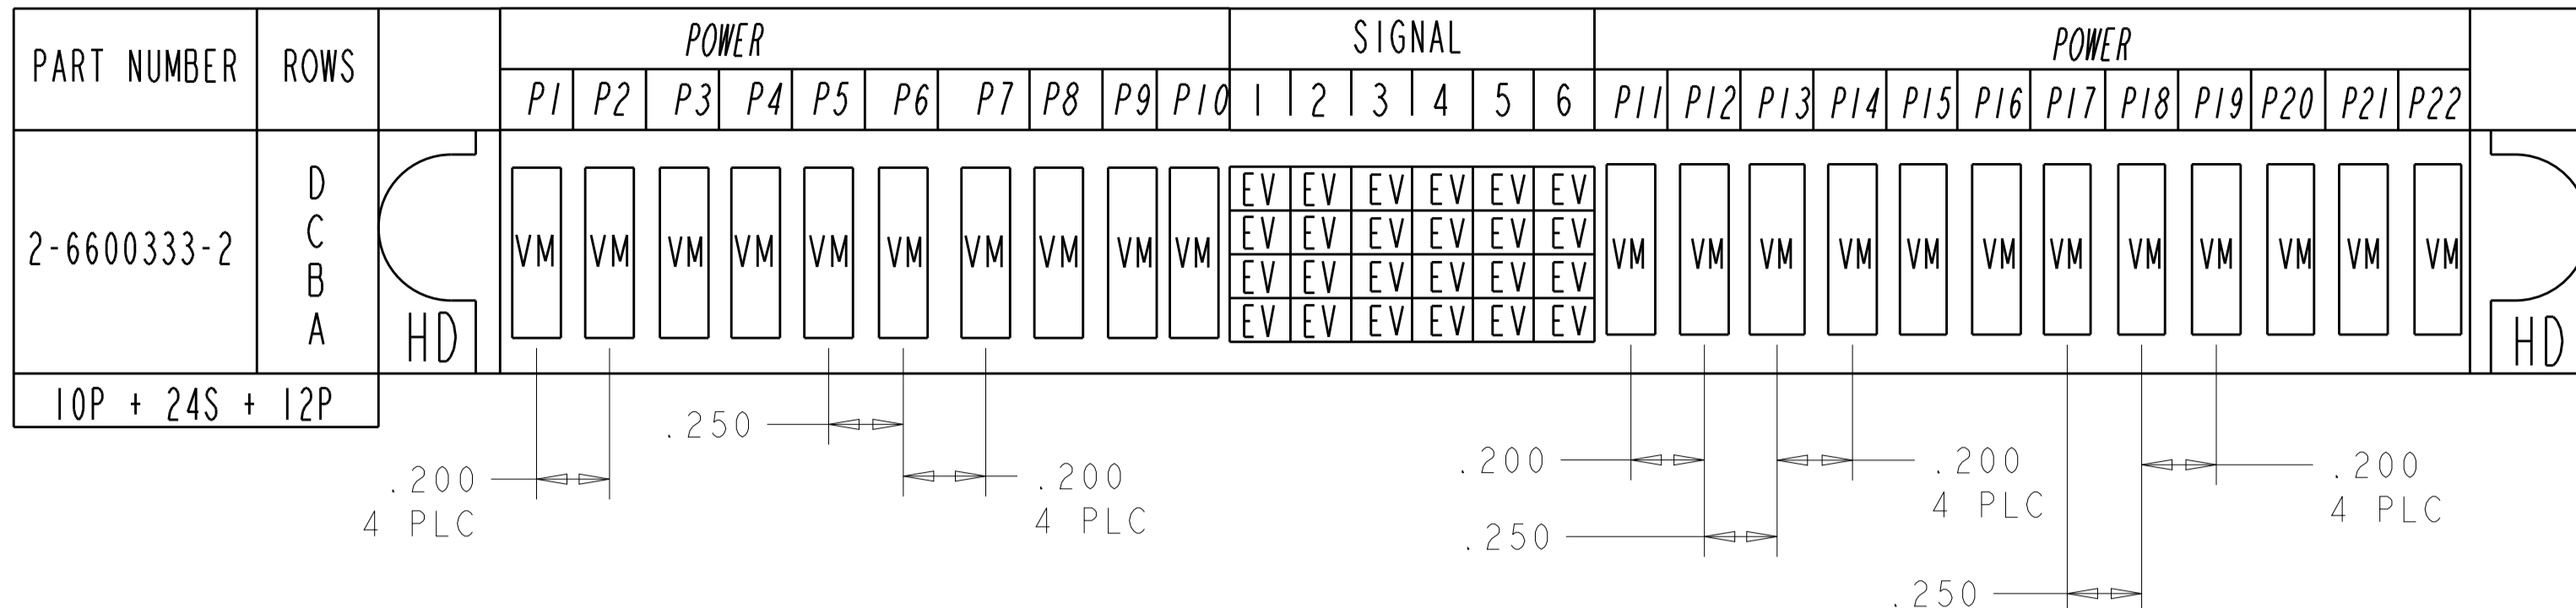 PART NUMBER ROWS POWER SIGNAL POWER
P1 P2 P3 P4 P5 P6 P7 P8 P9 P10 1 2 3 4 5 6 P11 P12 P13 P14 P15 P16 P17 P18 P19 P20 P21 P22
2-6600333-2
D
C
B
A
HD
VM VM VM VM VM VM VM VM VM VM
EV EV EV EV EV EV
EV EV EV EV EV EV
EV EV EV EV EV EV
EV EV EV EV EV EV
VM VM VM VM VM VM VM VM VM VM VM VM
HD
10P + 24S + 12P
.200
4 PLC
.250
.200
4 PLC
.200
.250
.200
4 PLC
.250
.200
4 PLC